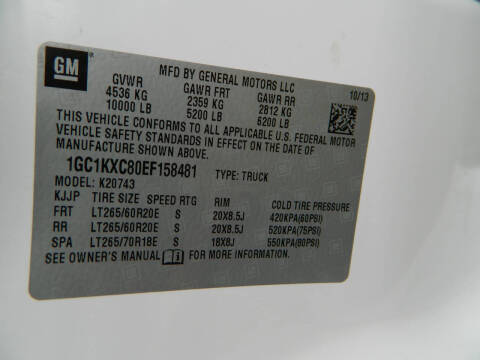 GM
MFD BY GENERAL MOTORS LLC
10/13
GVWR GAWR FRT GAWR RR
4536 KG 2359 KG 2812 KG
10000 LB 5200 LB 6200 LB
THIS VEHICLE CONFORMS TO ALL APPLICABLE U.S. FEDERAL MOTOR
VEHICLE SAFETY STANDARDS IN EFFECT ON THE DATE OF
MANUFACTURE SHOWN ABOVE.
1GC1KXC80EF158481 TYPE: TRUCK
MODEL: K20743
KJJP TIRE SIZE SPEED RTG RIM COLD TIRE PRESSURE
FRT LT265/60R20E S 20X8.5J 420KPA(60PSI)
RR LT265/60R20E S 20X8.5J 520KPA(75PSI)
SPA LT265/70R18E S 18X8J 550KPA(80PSI)
SEE OWNER'S MANUAL FOR MORE INFORMATION.